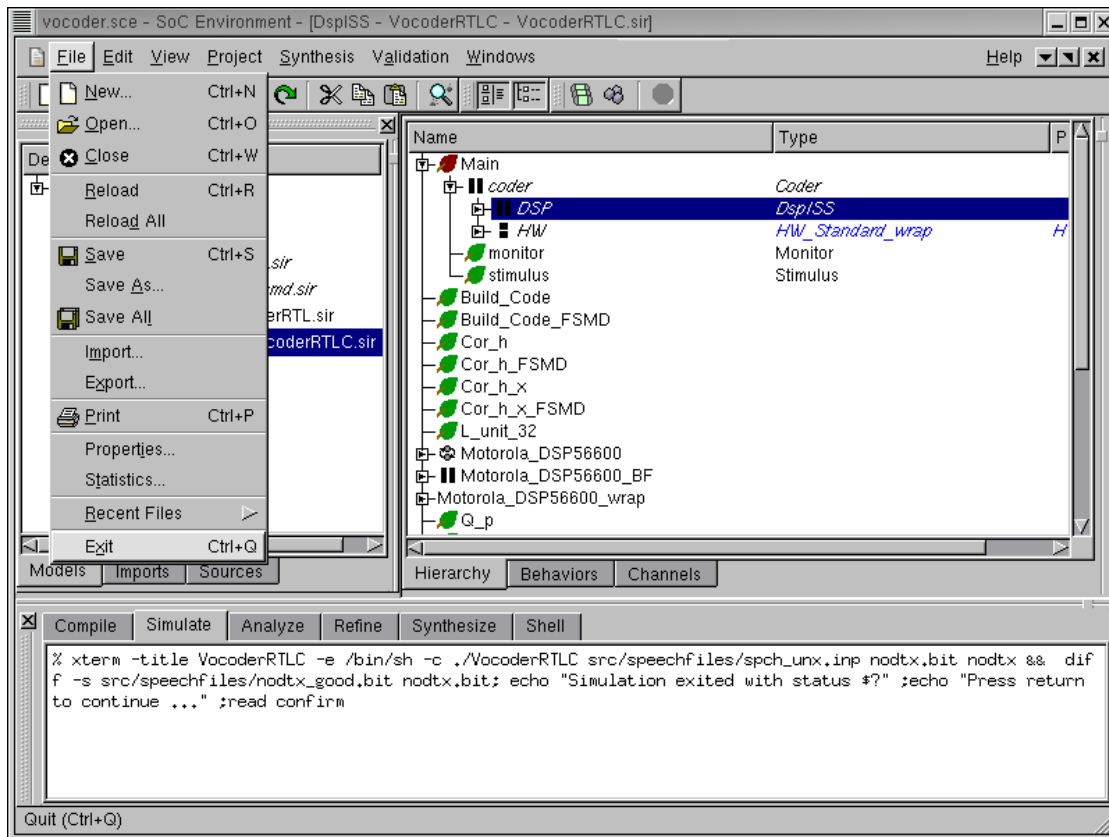 vocoder.sce - SoC Environment - [DspISS - VocoderRTLC - VocoderRTLC.sir]
File Edit View Project Synthesis Validation Windows Help
New... Ctrl+N
Open... Ctrl+O
Close Ctrl+W
Reload Ctrl+R
Reload All
Save Ctrl+S
Save As...
Save All
Import...
Export...
Print Ctrl+P
Properties...
Statistics...
Recent Files
Exit Ctrl+Q
De
.sir
md.sir
erRTL.sir
coderRTLC.sir
Models Imports Sources
Name Type P
Main
coder Coder
DSP DspISS
HW HW_Standard_wrap H
monitor Monitor
stimulus Stimulus
Build_Code
Build_Code_FSMD
Cor_h
Cor_h_FSMD
Cor_h_x
Cor_h_x_FSMD
L_unit_32
Motorola_DSP56600
Motorola_DSP56600_BF
Motorola_DSP56600_wrap
Q_p
Hierarchy Behaviors Channels
Compile Simulate Analyze Refine Synthesize Shell
% xterm -title VocoderRTLC -e /bin/sh -c ./VocoderRTLC src/speechfiles/spch_unx.inp nodtx.bit nodtx && dif
f -s src/speechfiles/nodtx_good.bit nodtx.bit; echo "Simulation exited with status $?" ;echo "Press return
to continue ..." ;read confirm
Quit (Ctrl+Q)